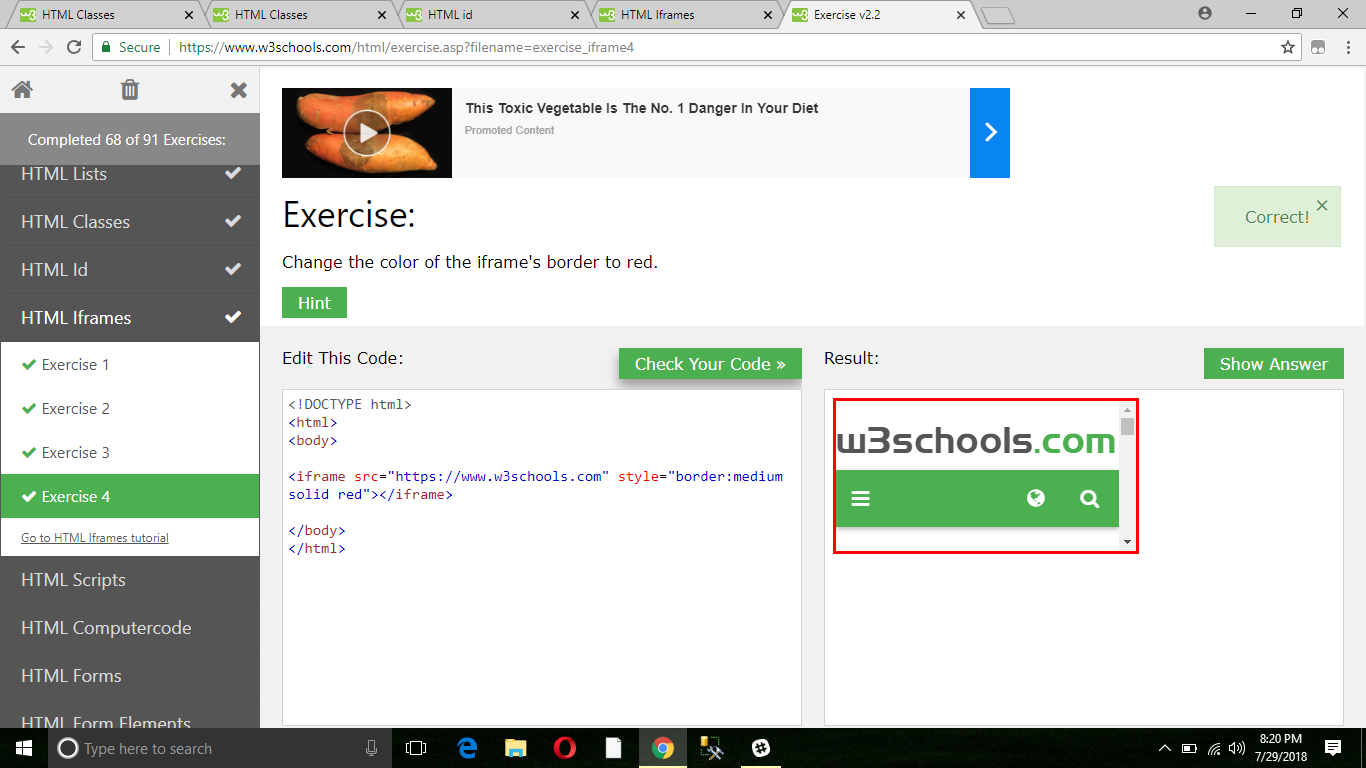 HTML Classes
HTML Classes
HTML id
HTML Iframes
Exercise v2.2
Secure
https://www.w3schools.com/html/exercise.asp?filename=exercise_iframe4
Completed 68 of 91 Exercises:
HTML Lists
HTML Classes
HTML Id
HTML Iframes
Exercise 1
Exercise 2
Exercise 3
Exercise 4
Go to HTML Iframes tutorial
HTML Scripts
HTML Computercode
HTML Forms
HTML Form Elements
This Toxic Vegetable Is The No. 1 Danger In Your Diet
Promoted Content
Exercise:
Correct!
Change the color of the iframe's border to red.
Hint
Edit This Code:
Check Your Code »
<!DOCTYPE html>
<html>
<body>
<iframe src="https://www.w3schools.com" style="border:medium
solid red"></iframe>
</body>
</html>
Result:
Show Answer
w3schools.com
Type here to search
8:20 PM
7/29/2018